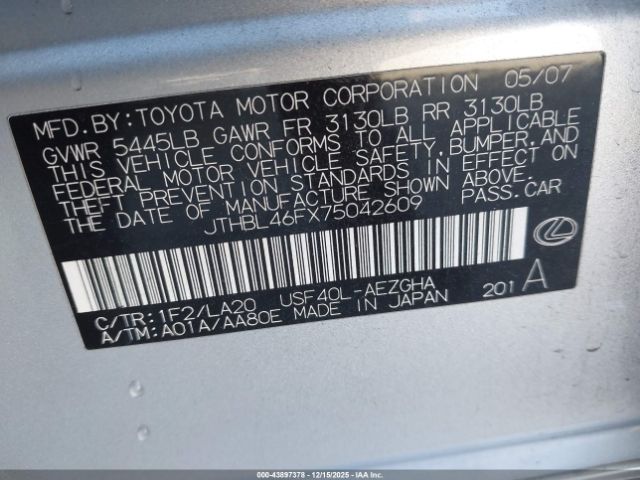 MFD. BY: TOYOTA MOTOR CORPORATION 05/07
GVWR 5445LB GAWR FR 3130LB RR 3130LB
THIS VEHICLE CONFORMS TO ALL APPLICABLE
FEDERAL MOTOR VEHICLE SAFETY, BUMPER, AND
THEFT PREVENTION STANDARDS IN EFFECT ON
THE DATE OF MANUFACTURE SHOWN ABOVE.
JTHBL46FX75042609 PASS. CAR
C/TR: 1F2/LA20 USF40L-AEZGHA 201 A
A/TM: A01A/AA80E MADE IN JAPAN
000-43897378 - 12/15/2025 - IAA Inc.